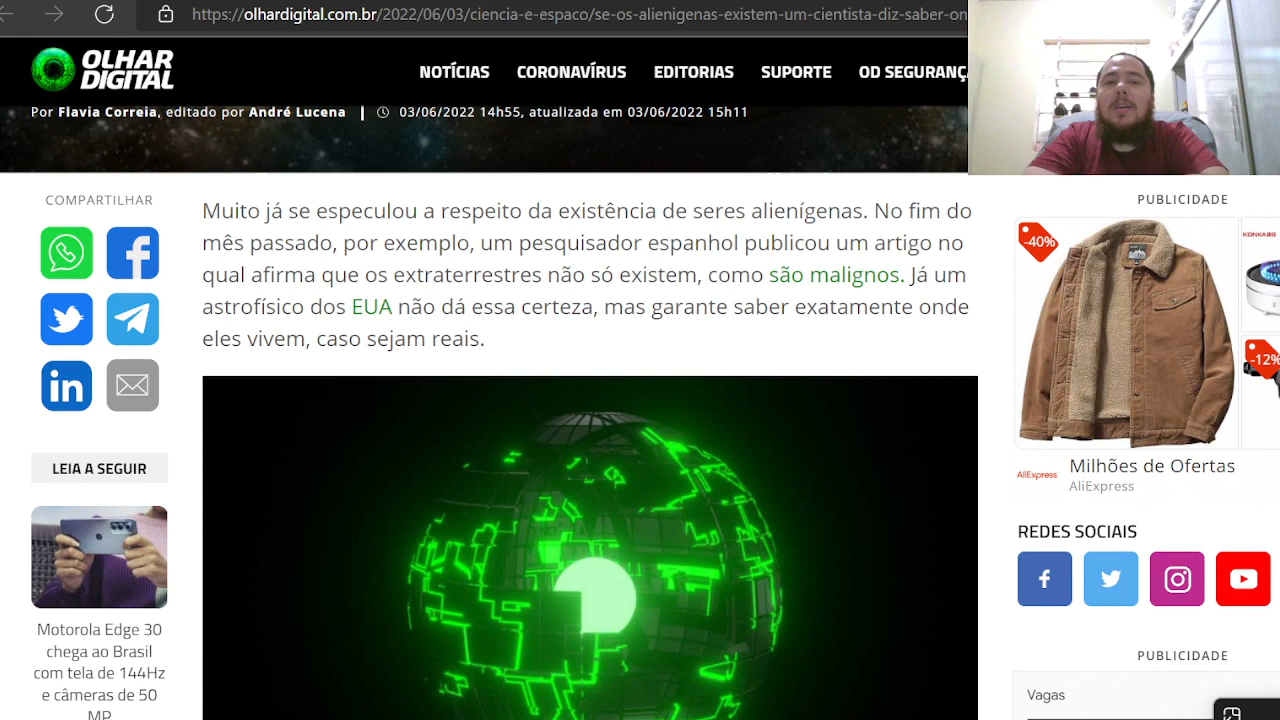 https://olhardigital.com.br/2022/06/03/ciencia-e-espaco/se-os-alienigenas-existem-um-cientista-diz-saber-on
OLHAR
DIGITAL
NOTÍCIAS CORONAVÍRUS EDITORIAS SUPORTE OD SEGURANÇA
Por Flavia Correia, editado por André Lucena | 03/06/2022 14h55, atualizada em 03/06/2022 15h11
COMPARTILHAR
Muito já se especulou a respeito da existência de seres alienígenas. No fim do
mês passado, por exemplo, um pesquisador espanhol publicou um artigo no
qual afirma que os extraterrestres não só existem, como são malignos. Já um
astrofísico dos EUA não dá essa certeza, mas garante saber exatamente onde
eles vivem, caso sejam reais.
LEIA A SEGUIR
Motorola Edge 30
chega ao Brasil
com tela de 144Hz
e câmeras de 50
MP
PUBLICIDADE
-40%
KONKA
-12%
AliExpress
Milhões de Ofertas
AliExpress
REDES SOCIAIS
PUBLICIDADE
Vagas